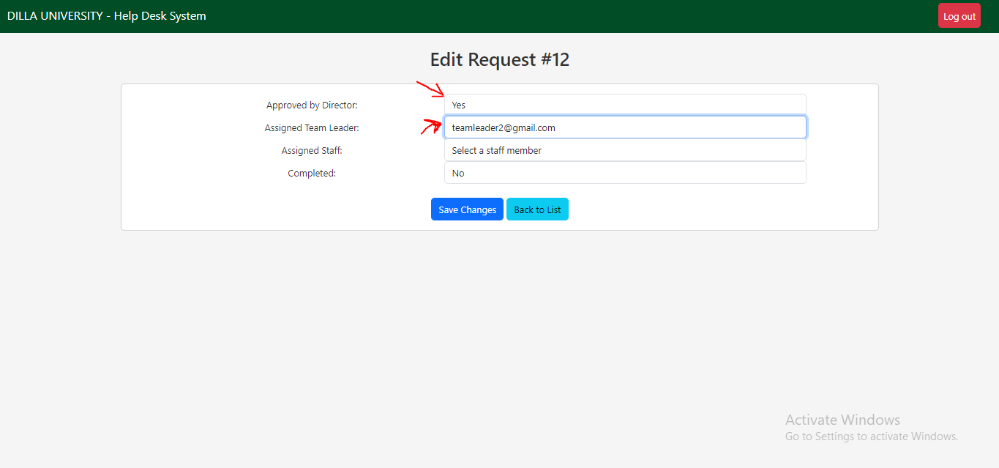 DILLA UNIVERSITY - Help Desk System
Log out
Edit Request #12
Approved by Director:
Yes
Assigned Team Leader:
teamleader2@gmail.com
Assigned Staff:
Select a staff member
Completed:
No
Save Changes
Back to List
Activate Windows
Go to Settings to activate Windows.